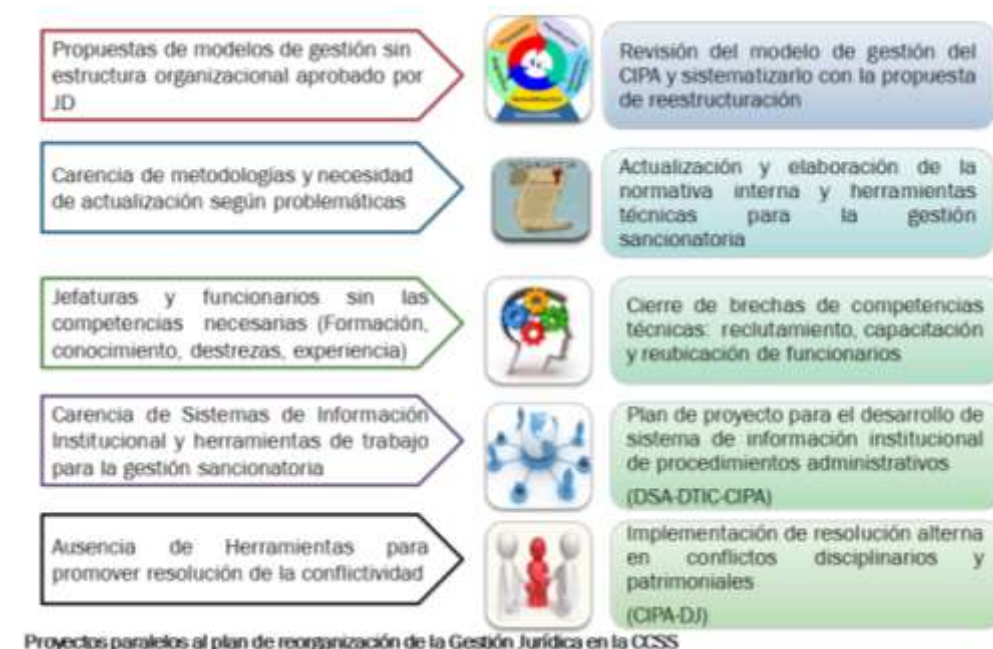 Propuestas de modelos de gestión sin
estructura organizacional aprobado por
JD
Revisión del modelo de gestión del
CIPA y sistematizarlo con la propuesta
de reestructuración
Carencia de metodologías y necesidad
de actualización según problemáticas
Actualización y elaboración de la
normativa interna y herramientas
técnicas para la gestión
sancionatoria
Jefaturas y funcionarios sin las
competencias necesarias (Formación,
conocimiento, destrezas, experiencia)
Cierre de brechas de competencias
técnicas: reclutamiento, capacitación
y reubicación de funcionarios
Carencia de Sistemas de Información
Institucional y herramientas de trabajo
para la gestión sancionatoria
Plan de proyecto para el desarrollo de
sistema de información institucional
de procedimientos administrativos
(DSA-DTIC-CIPA)
Ausencia de Herramientas para
promover resolución de la conflictividad
Implementación de resolución alterna
en conflictos disciplinarios y
patrimoniales
(CIPA-DJ)
Proyectos paralelos al plan de reorganización de la Gestión Jurídica en la CCSS